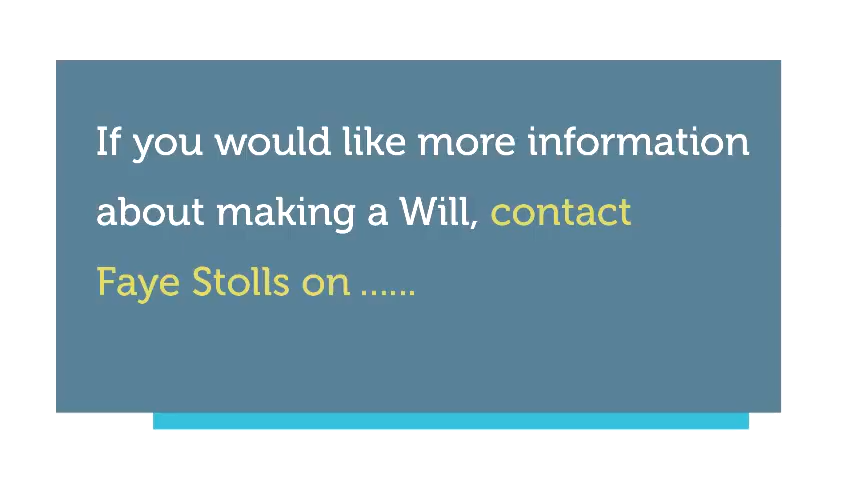 If you would like more information
about making a Will, contact
Faye Stolls on ......